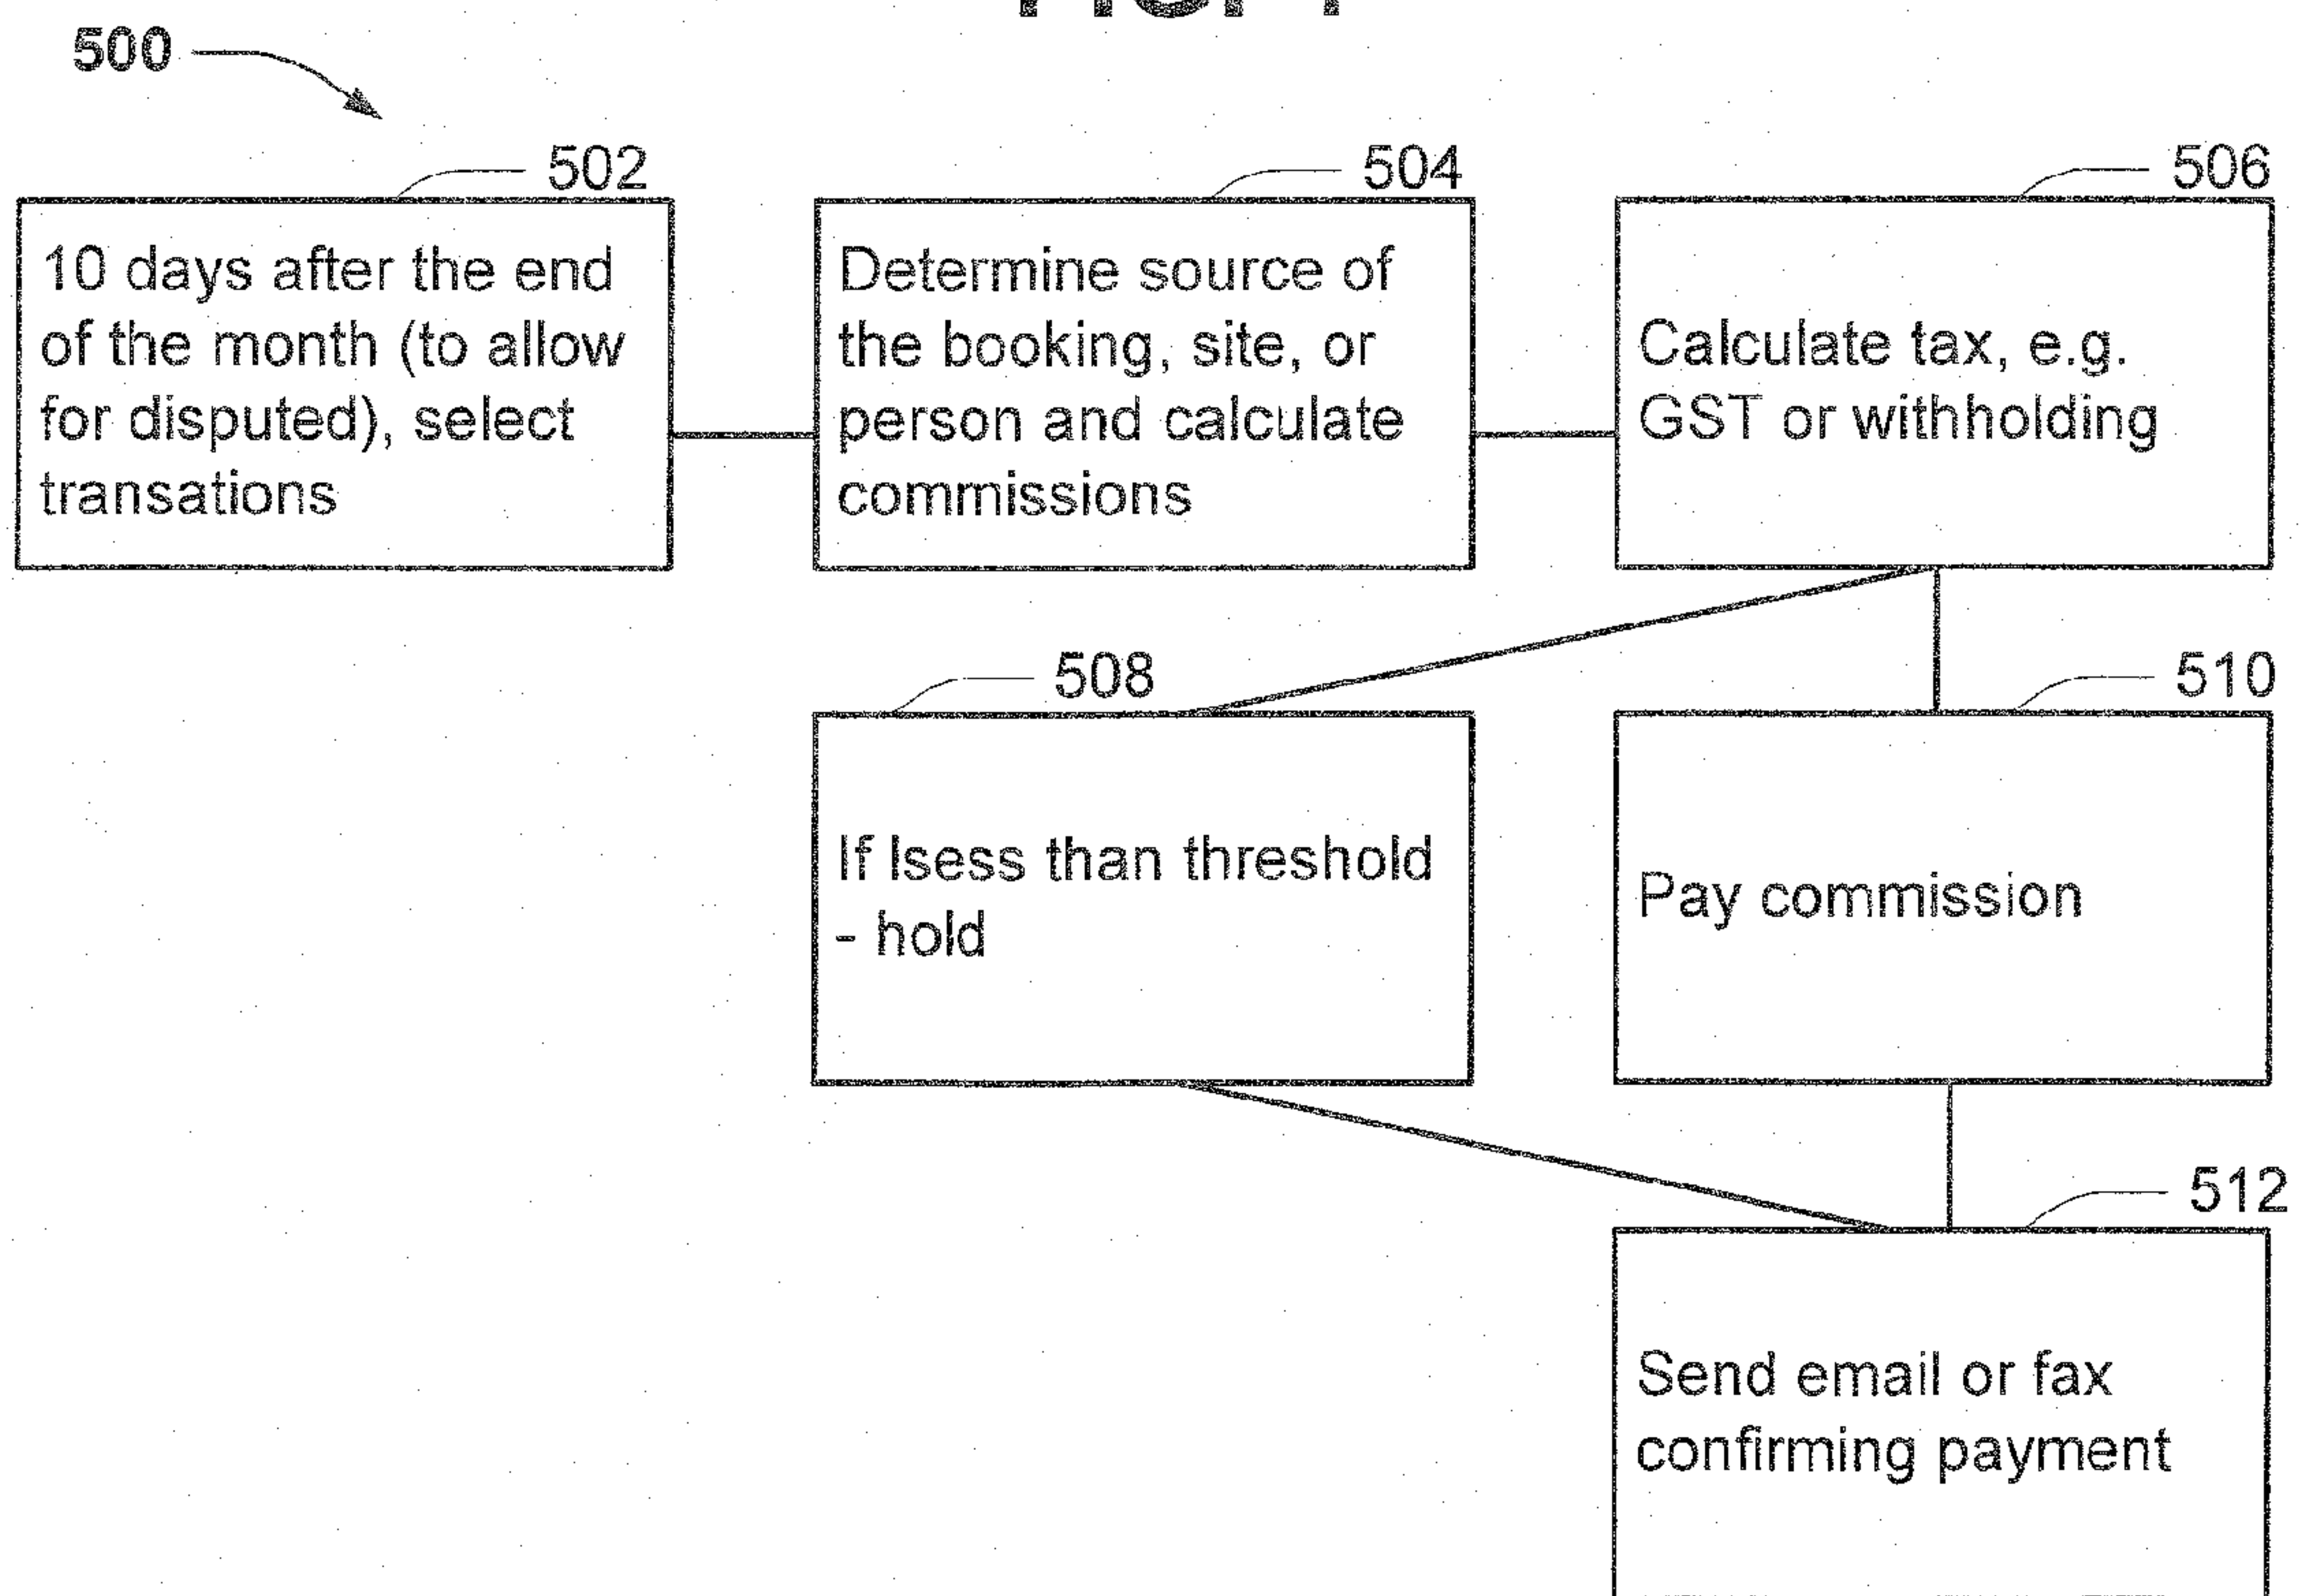 500
502
10 days after the end
of the month (to allow
for disputed), select
transations
504
Determine source of
the booking, site, or
person and calculate
commissions
506
Calculate tax, e.g.
GST or withholding
508
If lsess than threshold
- hold
510
Pay commission
512
Send email or fax
confirming payment